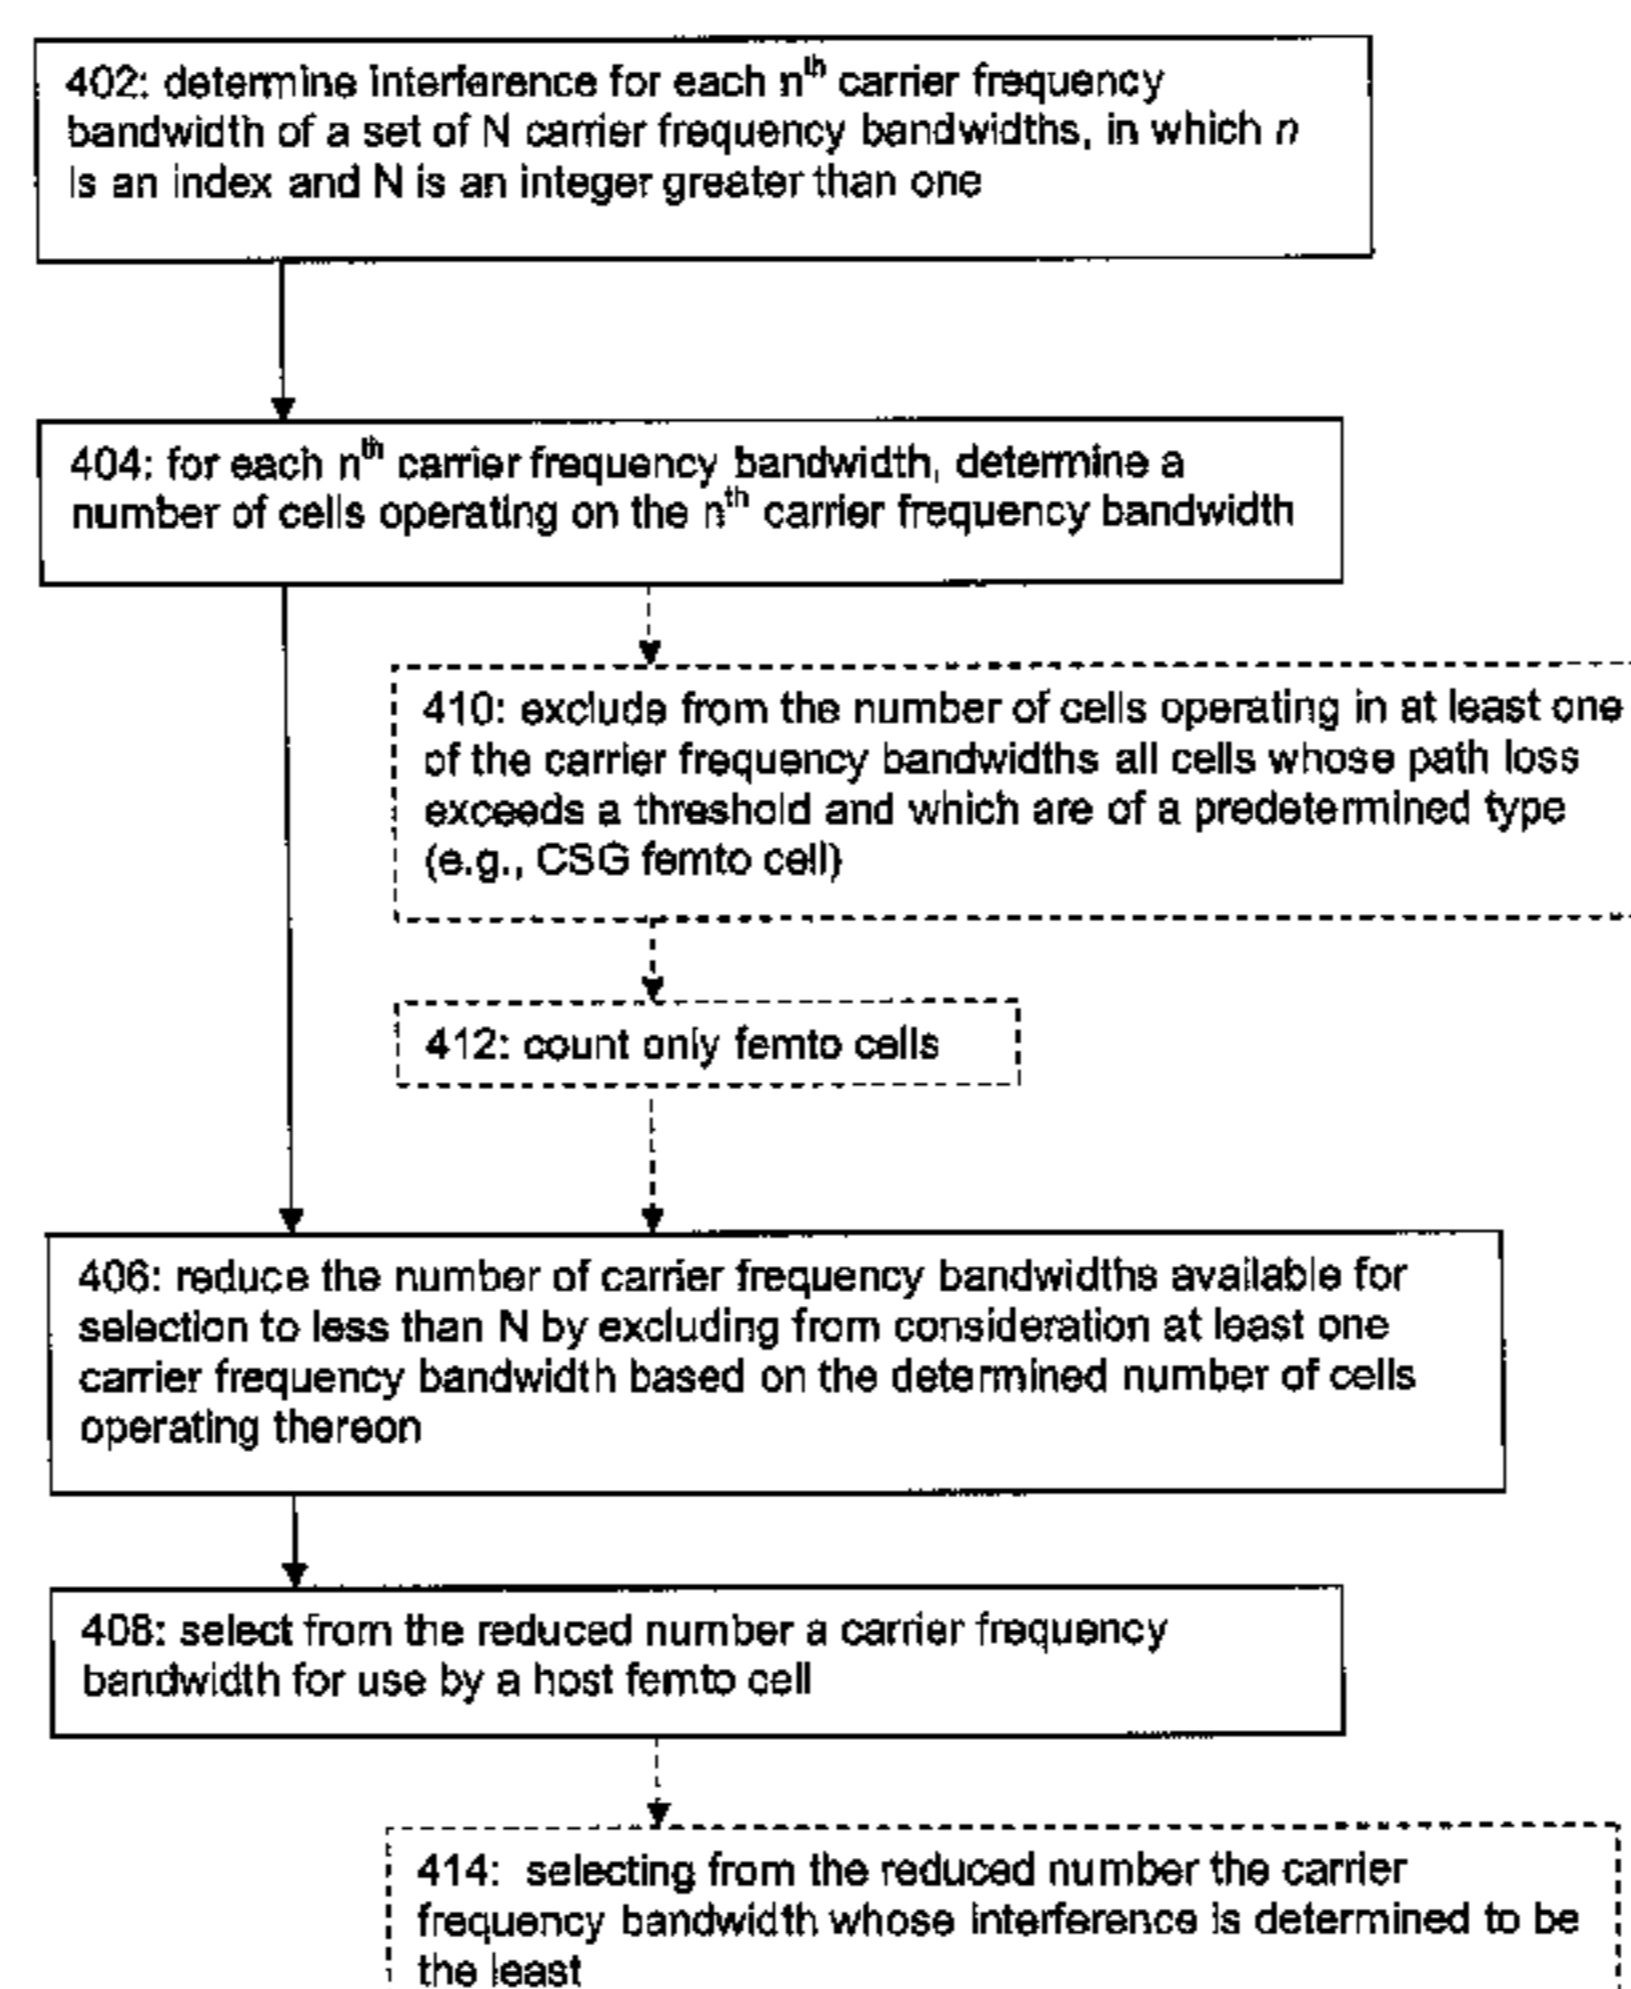 402: determine interference for each nth carrier frequency
bandwidth of a set of N carrier frequency bandwidths, in which n
is an index and N is an integer greater than one
404: for each nth carrier frequency bandwidth, determine a
number of cells operating on the nth carrier frequency bandwidth
410: exclude from the number of cells operating in at least one
of the carrier frequency bandwidths all cells whose path loss
exceeds a threshold and which are of a predetermined type
(e.g., CSG femto cell)
412: count only femto cells
406: reduce the number of carrier frequency bandwidths available for
selection to less than N by excluding from consideration at least one
carrier frequency bandwidth based on the determined number of cells
operating thereon
408: select from the reduced number a carrier frequency
bandwidth for use by a host femto cell
414: selecting from the reduced number the carrier
frequency bandwidth whose interference is determined to be
the least